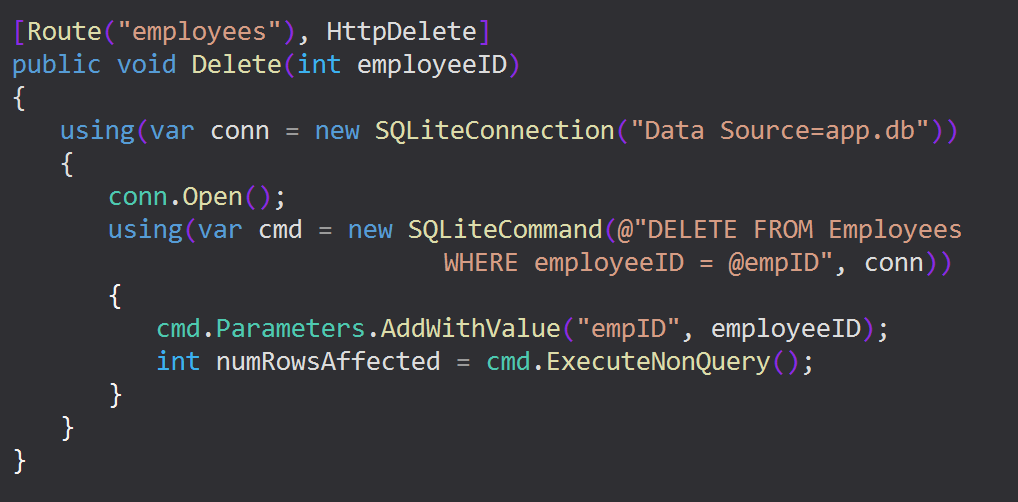 [Route("employees"), HttpDelete]
public void Delete(int employeeID)
{
using(var conn = new SQLiteConnection("Data Source=app.db"))
{
conn.Open();
using(var cmd = new SQLiteCommand(@"DELETE FROM Employees
WHERE employeeID = @empID", conn))
{
cmd.Parameters.AddWithValue("empID", employeeID);
int numRowsAffected = cmd.ExecuteNonQuery();
}
}
}